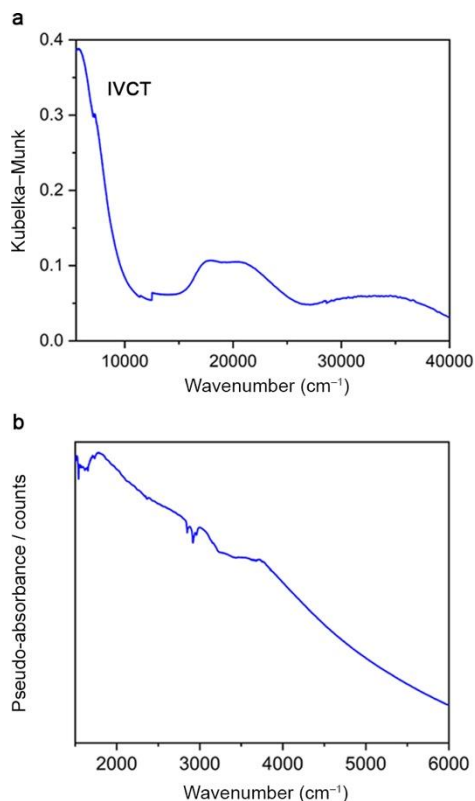 a
0.4
IVCT
0.3
0.2
0.1
0.0
Kubelka–Munk
10000 20000 30000 40000
Wavenumber (cm⁻¹)
b
Pseudo-absorbance / counts
2000 3000 4000 5000 6000
Wavenumber (cm⁻¹)